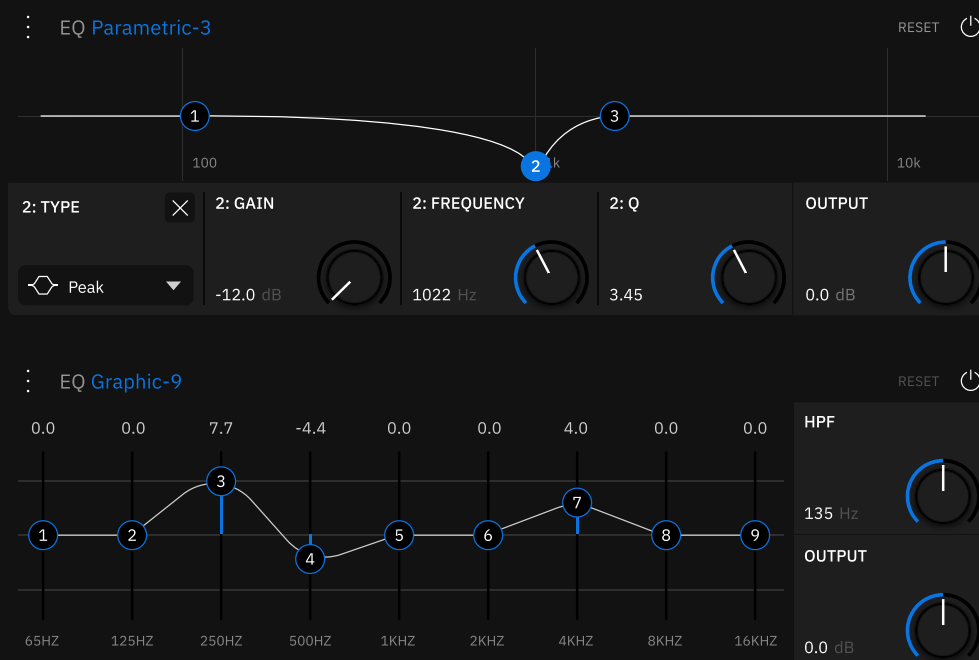 EQ Parametric-3 RESET
1 3
2
100 1k 10k
2: TYPE 2: GAIN 2: FREQUENCY 2: Q OUTPUT
Peak -12.0 dB 1022 Hz 3.45 0.0 dB
EQ Graphic-9 RESET
0.0 0.0 7.7 -4.4 0.0 0.0 4.0 0.0 0.0
HPF
135 Hz
1 2 3 4 5 6 7 8 9
OUTPUT
0.0 dB
65HZ 125HZ 250HZ 500HZ 1KHZ 2KHZ 4KHZ 8KHZ 16KHZ